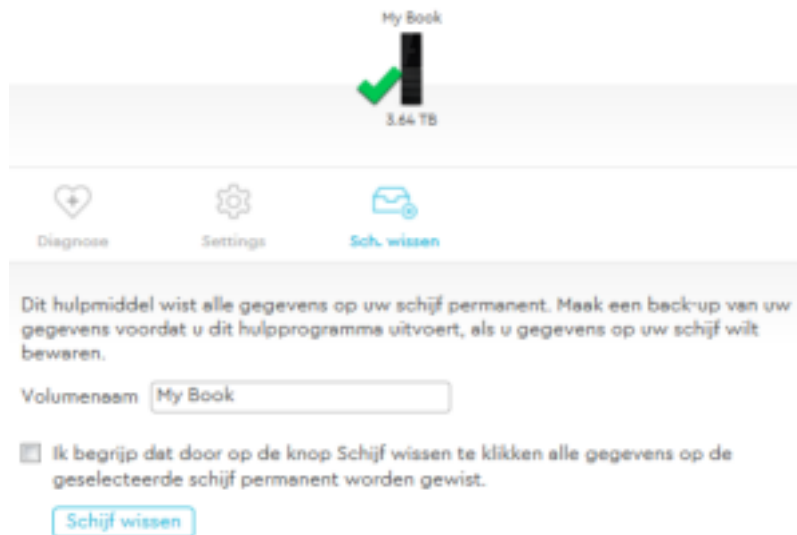 My Book
3.64 TB
Diagnose
Settings
Sch. wissen
Dit hulpmiddel wist alle gegevens op uw schijf permanent. Maak een back-up van uw
gegevens voordat u dit hulpprogramma uitvoert, als u gegevens op uw schijf wilt
bewaren.
Volumenaam My Book
Ik begrijp dat door op de knop Schijf wissen te klikken alle gegevens op de
geselecteerde schijf permanent worden gewist.
Schijf wissen